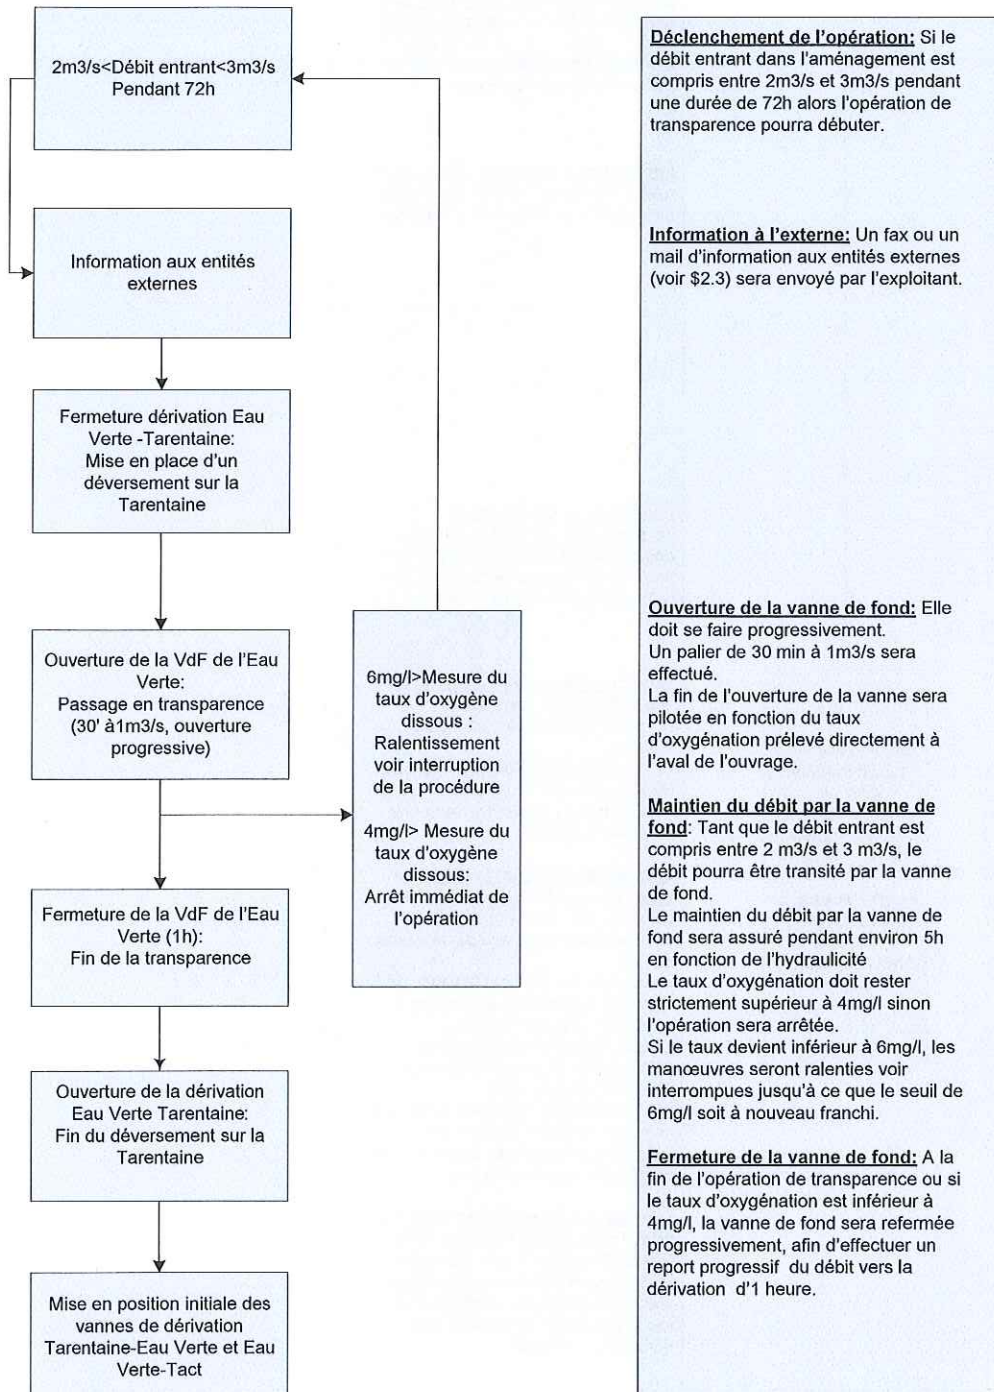 2m3/s<Débit entrant<3m3/s
Pendant 72h
Information aux entités
externes
Fermeture dérivation Eau
Verte -Tarentaine:
Mise en place d'un
déversement sur la
Tarentaine
Ouverture de la VdF de l'Eau
Verte:
Passage en transparence
(30' à1m3/s, ouverture
progressive)
6mg/l>Mesure du
taux d'oxygène
dissous :
Ralentissement
voir interruption
de la procédure
4mg/l> Mesure du
taux d'oxygène
dissous:
Arrêt immédiat de
l'opération
Fermeture de la VdF de l'Eau
Verte (1h):
Fin de la transparence
Ouverture de la dérivation
Eau Verte Tarentaine:
Fin du déversement sur la
Tarentaine
Mise en position initiale des
vannes de dérivation
Tarentaine-Eau Verte et Eau
Verte-Tact
Déclenchement de l'opération: Si le
débit entrant dans l'aménagement est
compris entre 2m3/s et 3m3/s pendant
une durée de 72h alors l'opération de
transparence pourra débuter.
Information à l'externe: Un fax ou un
mail d'information aux entités externes
(voir $2.3) sera envoyé par l'exploitant.
Ouverture de la vanne de fond: Elle
doit se faire progressivement.
Un palier de 30 min à 1m3/s sera
effectué.
La fin de l'ouverture de la vanne sera
pilotée en fonction du taux
d'oxygénation prélevé directement à
l'aval de l'ouvrage.
Maintien du débit par la vanne de
fond: Tant que le débit entrant est
compris entre 2 m3/s et 3 m3/s, le
débit pourra être transité par la vanne
de fond.
Le maintien du débit par la vanne de
fond sera assuré pendant environ 5h
en fonction de l'hydraulicité
Le taux d'oxygénation doit rester
strictement supérieur à 4mg/l sinon
l'opération sera arrêtée.
Si le taux devient inférieur à 6mg/l, les
manœuvres seront ralenties voir
interrompues jusqu'à ce que le seuil de
6mg/l soit à nouveau franchi.
Fermeture de la vanne de fond: A la
fin de l'opération de transparence ou si
le taux d'oxygénation est inférieur à
4mg/l, la vanne de fond sera refermée
progressivement, afin d'effectuer un
report progressif du débit vers la
dérivation d'1 heure.